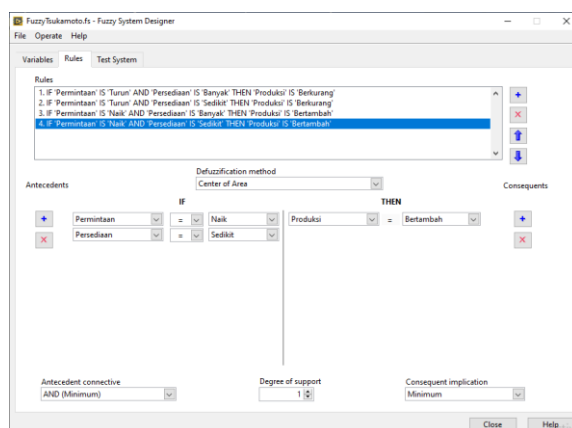 FuzzyTsukamoto.fs - Fuzzy System Designer
File Operate Help
Variables Rules Test System
Rules
1. IF 'Permintaan' IS 'Turun' AND 'Persediaan' IS 'Banyak' THEN 'Produksi' IS 'Berkurang'
2. IF 'Permintaan' IS 'Turun' AND 'Persediaan' IS 'Sedikit' THEN 'Produksi' IS 'Berkurang'
3. IF 'Permintaan' IS 'Naik' AND 'Persediaan' IS 'Banyak' THEN 'Produksi' IS 'Bertambah'
4. IF 'Permintaan' IS 'Naik' AND 'Persediaan' IS 'Sedikit' THEN 'Produksi' IS 'Bertambah'
Defuzzification method
Antecedents Center of Area Consequents
IF THEN
Permintaan = Naik Produksi = Bertambah
Persediaan = Sedikit
Antecedent connective Degree of support Consequent implication
AND (Minimum) 1 Minimum
Close Help